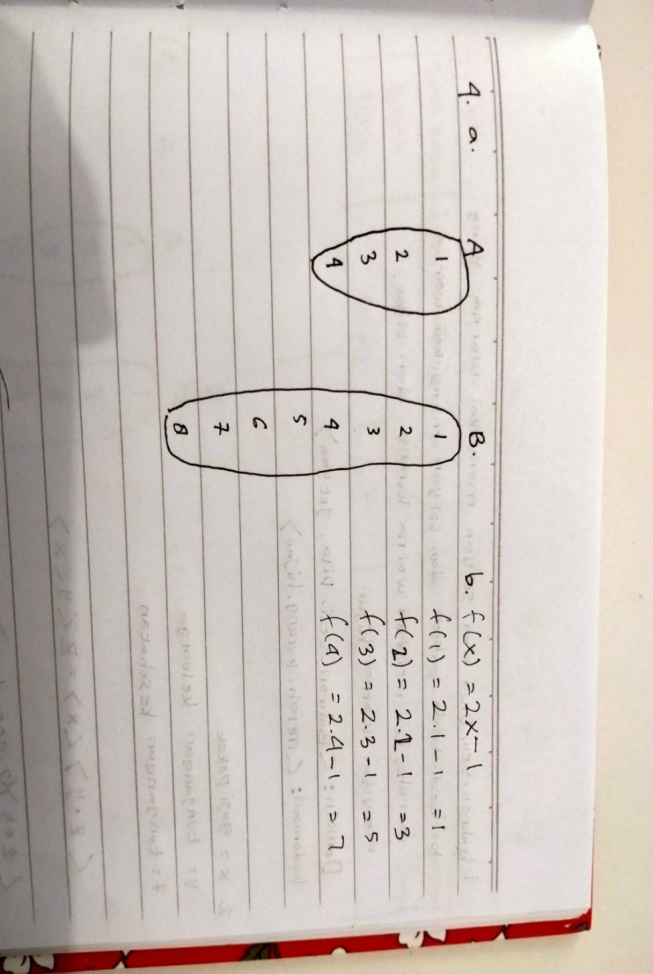 4. a.
A
1
2
3
4
B.
1
2
3
4
5
6
7
8
b. f(x) = 2x-1
f(1) = 2.1-1 = 1
f(2) = 2.2-1 = 3
f(3) = 2.3-1 = 5
f(4) = 2.4-1 = 7